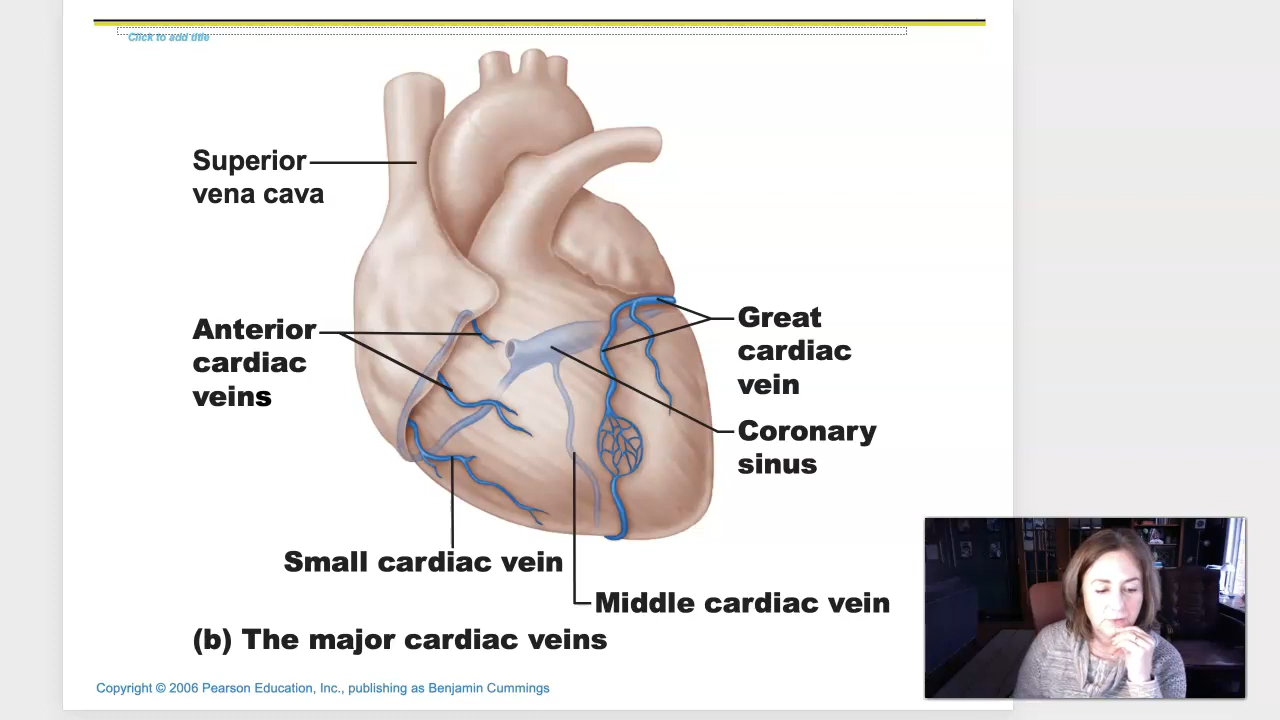 Click to add title
Superior
vena cava
Anterior
cardiac
veins
Great
cardiac
vein
Coronary
sinus
Small cardiac vein
Middle cardiac vein
(b) The major cardiac veins
Copyright © 2006 Pearson Education, Inc., publishing as Benjamin Cummings